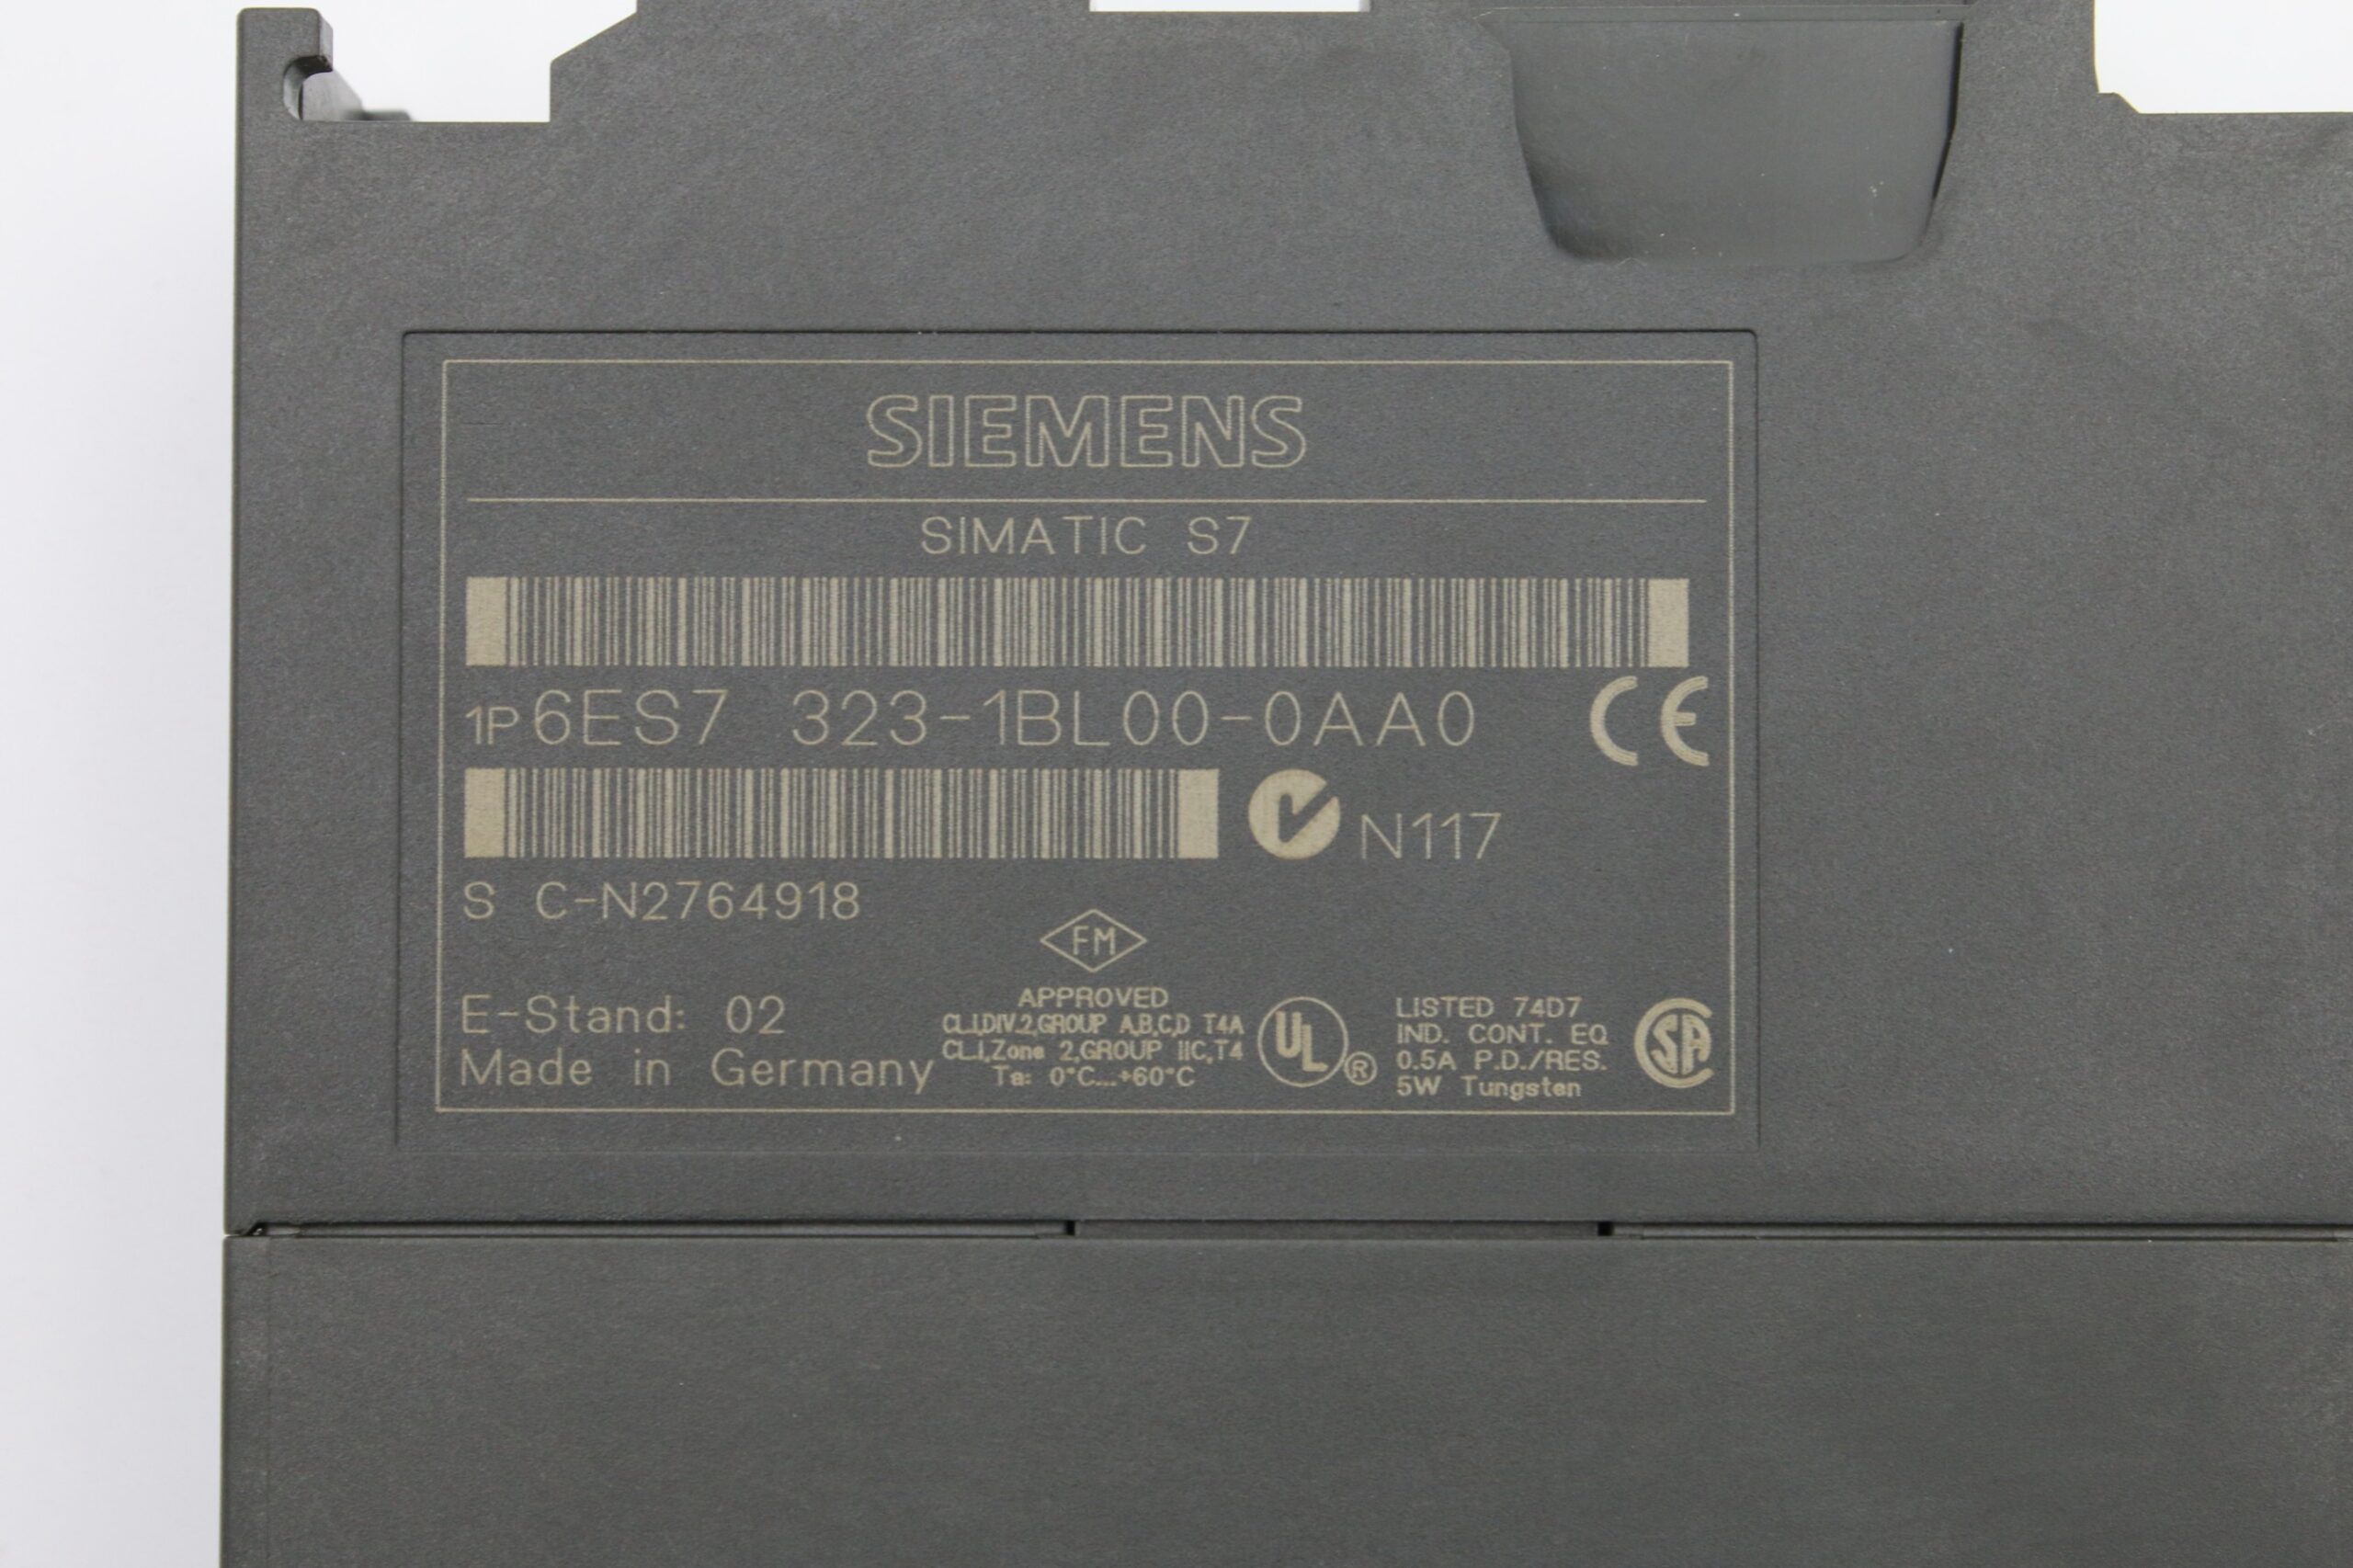 SIEMENS
SIMATIC S7
1P 6ES7 323-1BL00-0AA0
CE
N117
S C-N2764918
FM
APPROVED
CL.I,DIV.2,GROUP A,B,C,D T4A
CL.I,Zone 2,GROUP IIC,T4
Ta: 0°C...+60°C
E-Stand: 02
Made in Germany
UL ®
LISTED 74D7
IND. CONT. EQ
0.5A P.D./RES.
5W Tungsten
SA